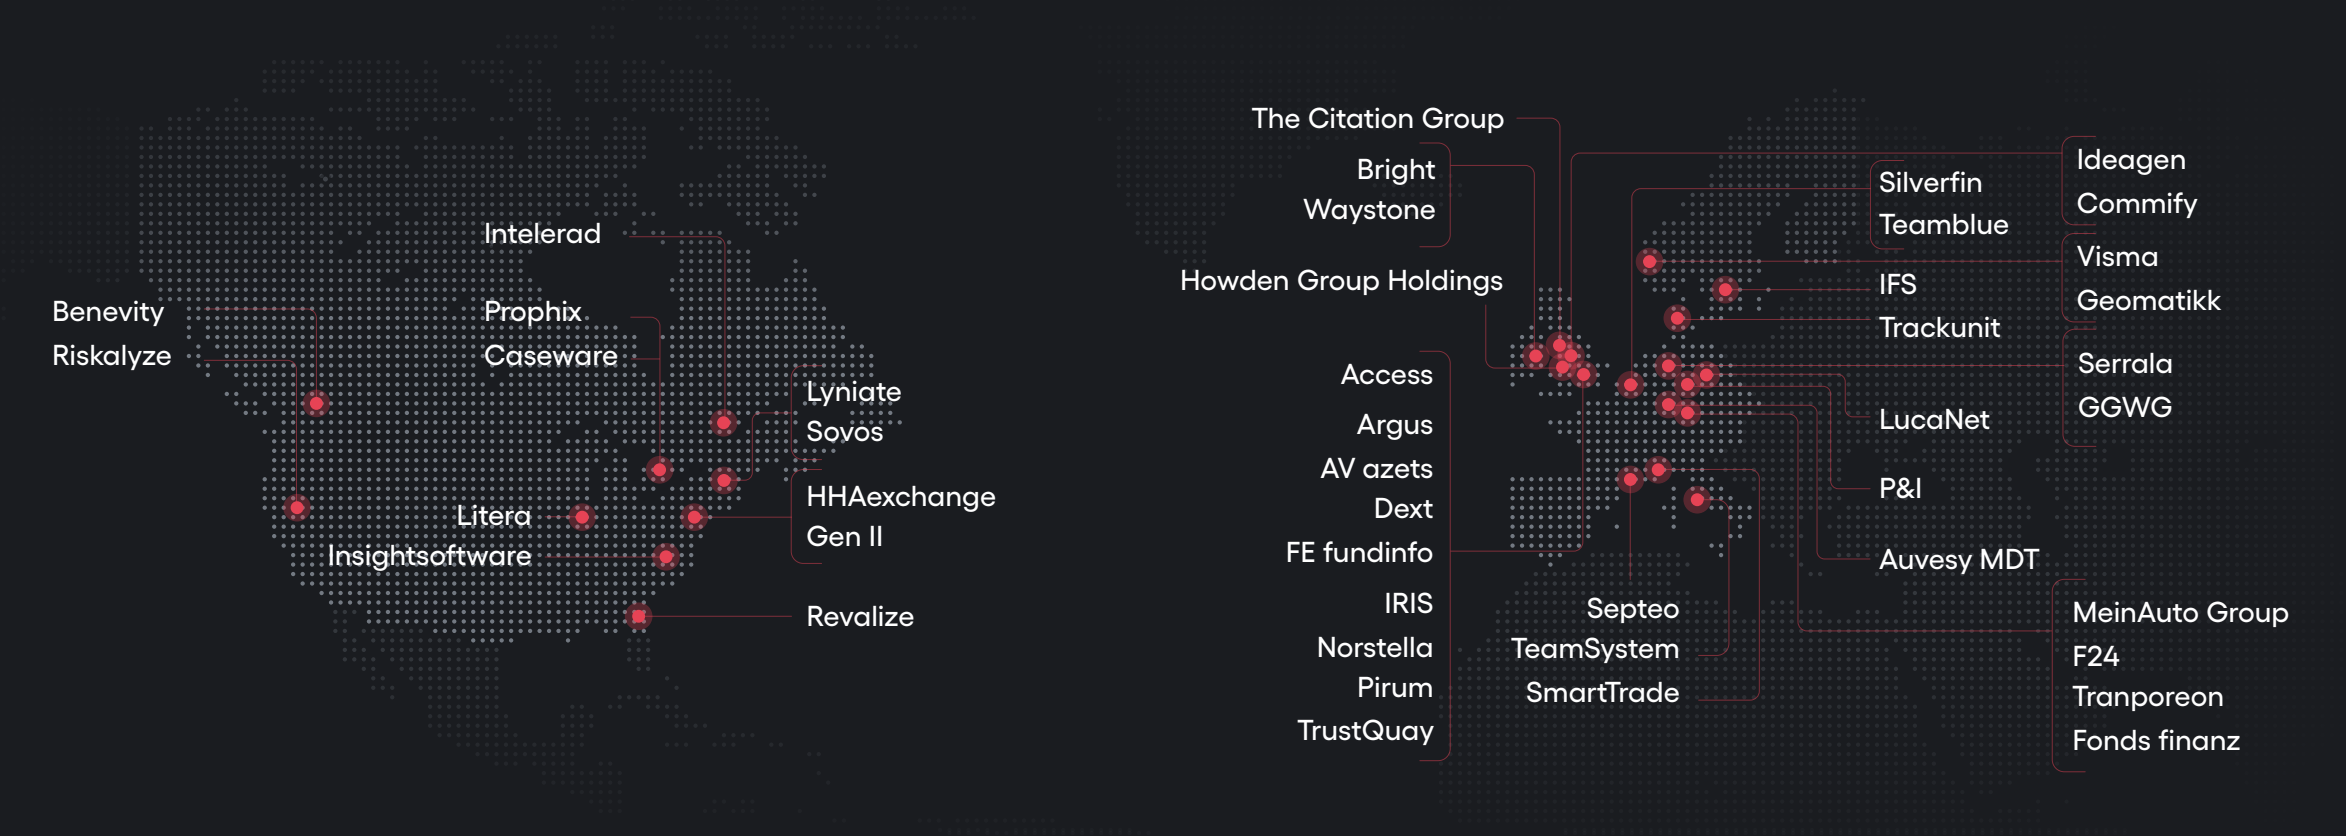 Benevity
Riskalyze
Intelerad
Prophix
Caseware
Lyniate
Sovos
Litera
HHAexchange
Gen II
Insightsoftware
Revalize
The Citation Group
Bright
Waystone
Howden Group Holdings
Access
Argus
AV azets
Dext
FE fundinfo
IRIS
Norstella
Pirum
TrustQuay
Septeo
TeamSystem
SmartTrade
Silverfin
Teamblue
IFS
Trackunit
LucaNet
P&I
Auvesy MDT
Ideagen
Commify
Visma
Geomatikk
Serrala
GGWG
MeinAuto Group
F24
Tranporeon
Fonds finanz